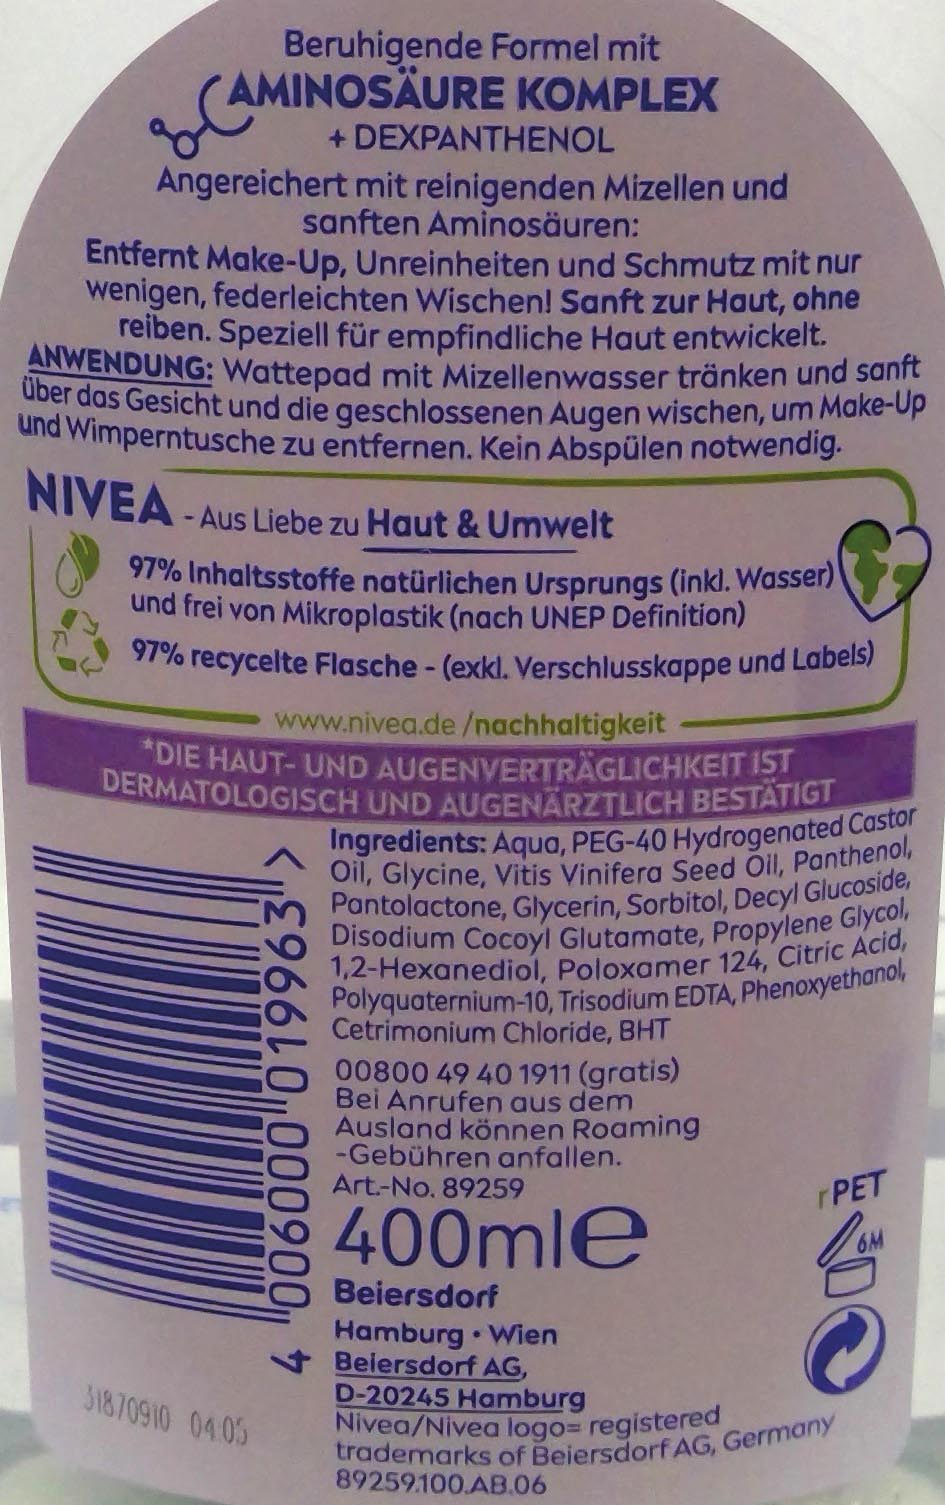 Beruhigende Formel mit
AMINOSÄURE KOMPLEX
+ DEXPANTHENOL
Angereichert mit reinigenden Mizellen und
sanften Aminosäuren:
Entfernt Make-Up, Unreinheiten und Schmutz mit nur
wenigen, federleichten Wischen! Sanft zur Haut, ohne
reiben. Speziell für empfindliche Haut entwickelt.
ANWENDUNG: Wattepad mit Mizellenwasser tränken und sanft
über das Gesicht und die geschlossenen Augen wischen, um Make-Up
und Wimperntusche zu entfernen. Kein Abspülen notwendig.
NIVEA - Aus Liebe zu Haut & Umwelt
97% Inhaltsstoffe natürlichen Ursprungs (inkl. Wasser)
und frei von Mikroplastik (nach UNEP Definition)
97% recycelte Flasche - (exkl. Verschlusskappe und Labels)
www.nivea.de /nachhaltigkeit
*DIE HAUT- UND AUGENVERTRÄGLICHKEIT IST
DERMATOLOGISCH UND AUGENÄRZTLICH BESTÄTIGT
Ingredients: Aqua, PEG-40 Hydrogenated Castor
Oil, Glycine, Vitis Vinifera Seed Oil, Panthenol,
Pantolactone, Glycerin, Sorbitol, Decyl Glucoside,
Disodium Cocoyl Glutamate, Propylene Glycol,
1,2-Hexanediol, Poloxamer 124, Citric Acid,
Polyquaternium-10, Trisodium EDTA, Phenoxyethanol,
Cetrimonium Chloride, BHT
00800 49 40 1911 (gratis)
Bei Anrufen aus dem
Ausland können Roaming
-Gebühren anfallen.
Art.-No. 89259
400ml e
Beiersdorf
Hamburg • Wien
Beiersdorf AG,
D-20245 Hamburg
Nivea/Nivea logo= registered
trademarks of Beiersdorf AG, Germany
89259.100.AB.06
rPET
6M
4 006000 019963 >
31870910 04:05